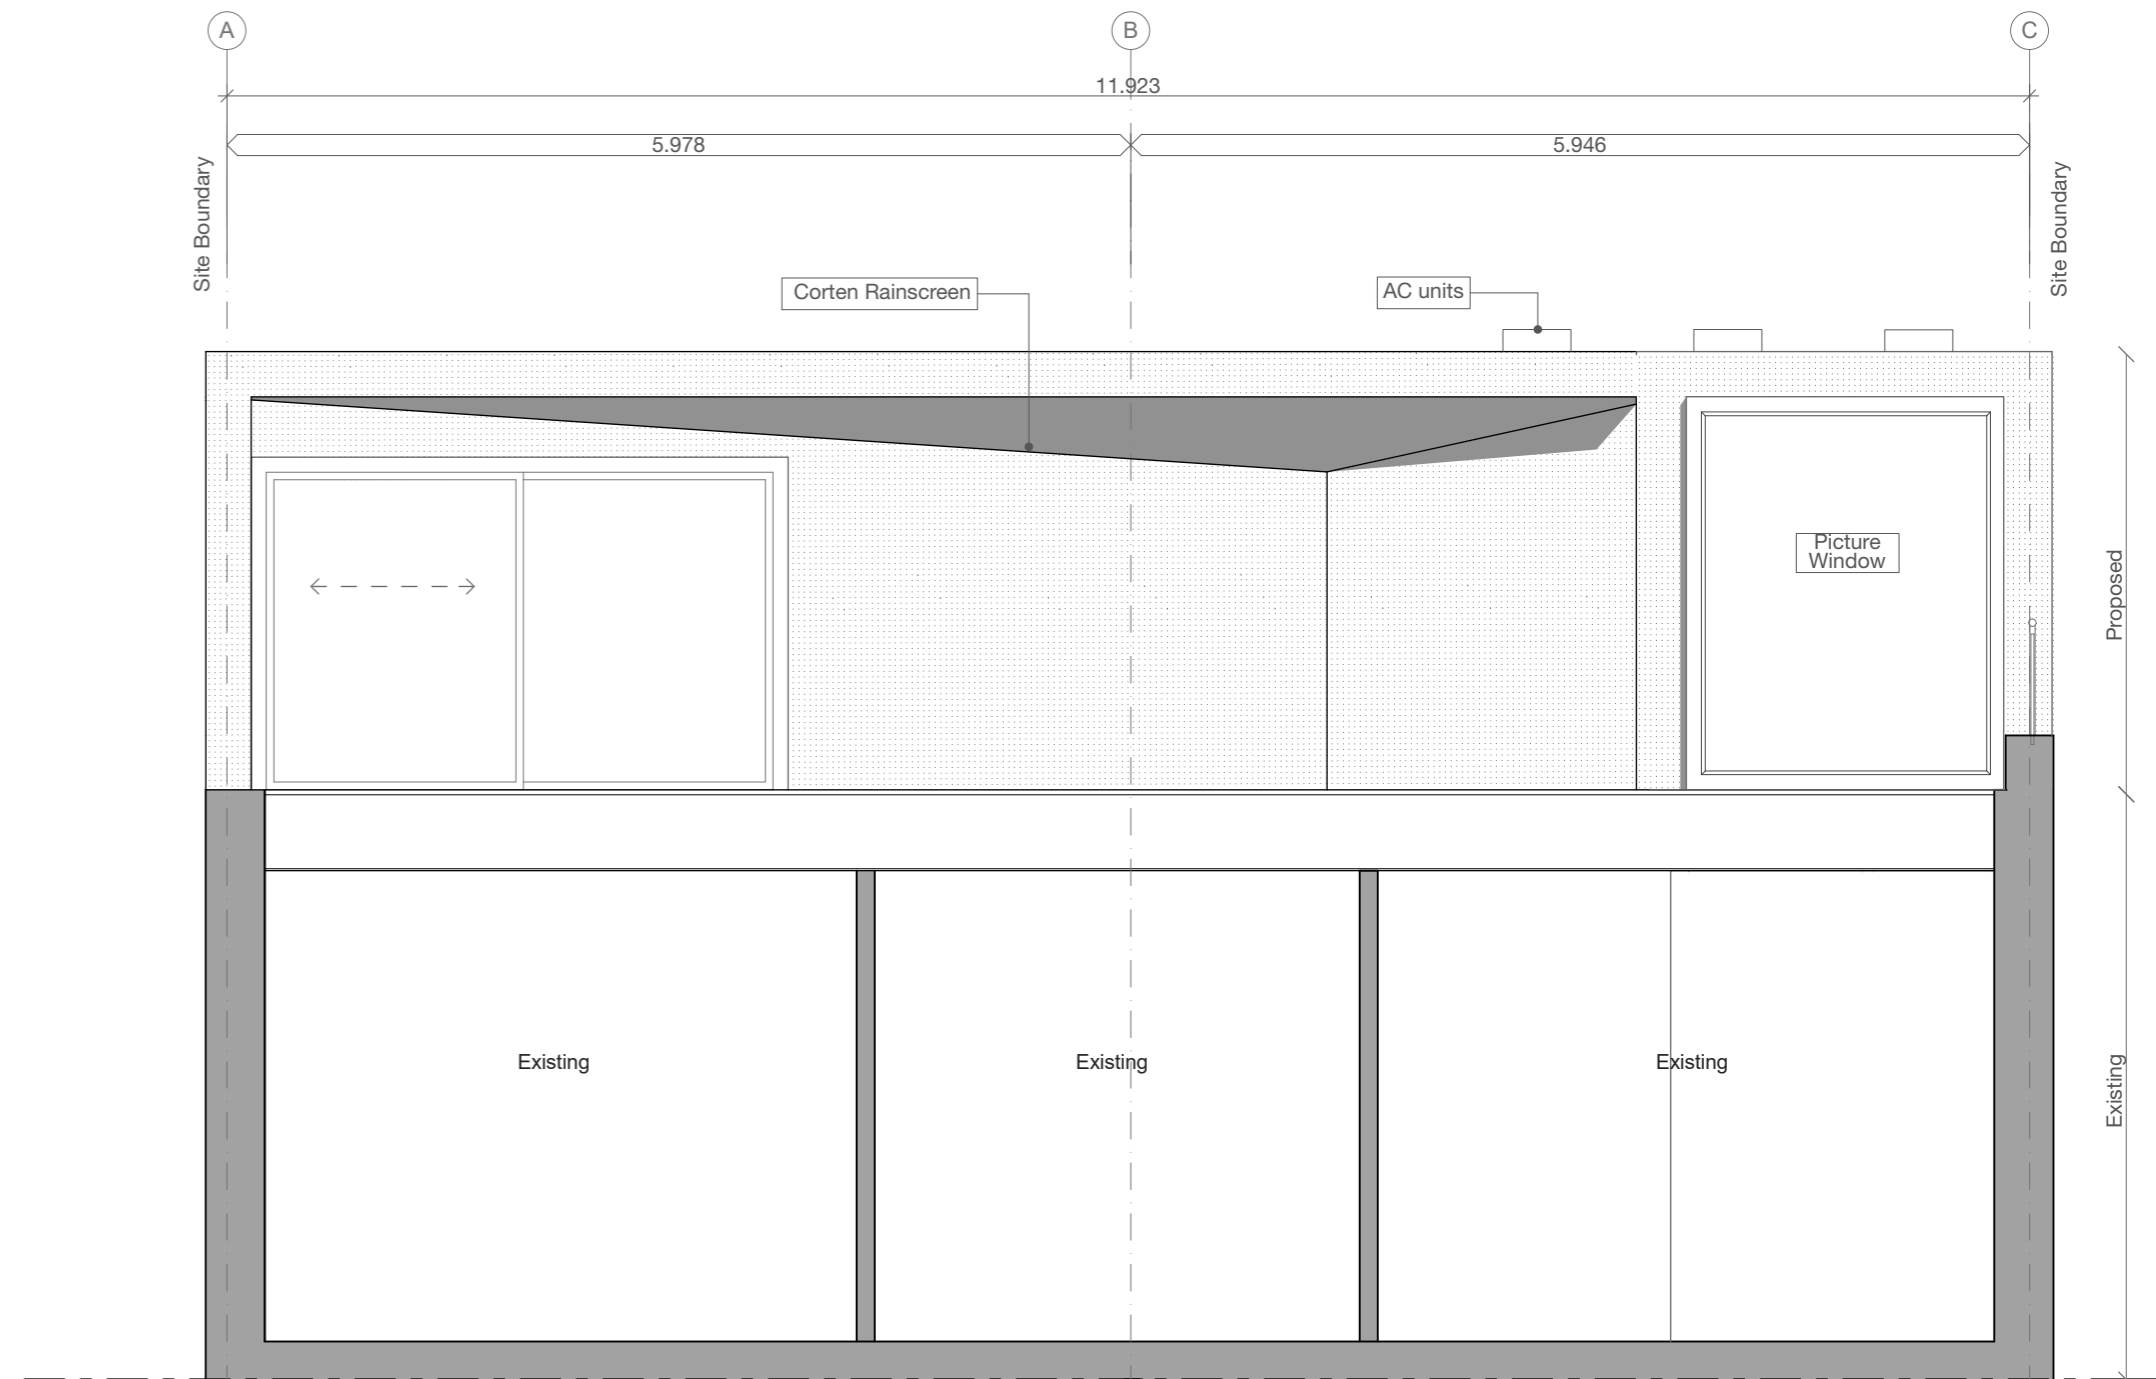 A
B
C
11.923
5.978
5.946
Site Boundary
Site Boundary
Corten Rainscreen
AC units
Picture
Window
Proposed
Existing
Existing
Existing
Existing